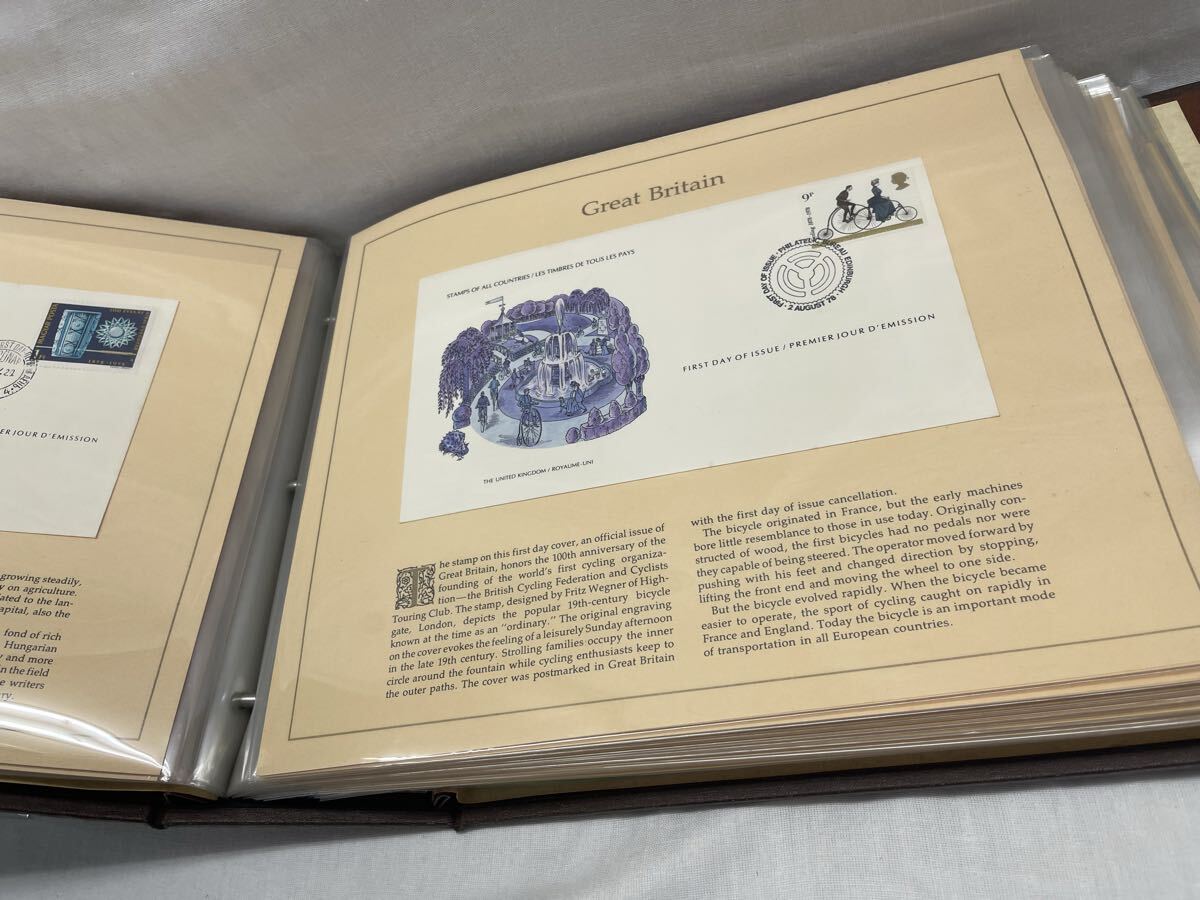 MAGYAR POSTA
1874-1974
PREMIER JOUR D'EMISSION
growing steadily,
y on agriculture.
ated to the lan-
apital, also the
fond of rich
Hungarian
y and more
in the field
e writers
ry.
Great Britain
STAMPS OF ALL COUNTRIES / LES TIMBRES DE TOUS LES PAYS
9P
FIRST DAY OF ISSUE · PHILATELIC BUREAU EDINBURGH · 2 AUGUST 78 ·
FIRST DAY OF ISSUE / PREMIER JOUR D'EMISSION
THE UNITED KINGDOM / ROYAUME-UNI
The stamp on this first day cover, an official issue of
Great Britain, honors the 100th anniversary of the
founding of the world's first cycling organiza-
tion—the British Cycling Federation and Cyclists
Touring Club. The stamp, designed by Fritz Wegner of High-
gate, London, depicts the popular 19th-century bicycle
known at the time as an "ordinary." The original engraving
on the cover evokes the feeling of a leisurely Sunday afternoon
in the late 19th century. Strolling families occupy the inner
circle around the fountain while cycling enthusiasts keep to
the outer paths. The cover was postmarked in Great Britain
with the first day of issue cancellation.
The bicycle originated in France, but the early machines
bore little resemblance to those in use today. Originally con-
structed of wood, the first bicycles had no pedals nor were
they capable of being steered. The operator moved forward by
pushing with his feet and changed direction by stopping,
lifting the front end and moving the wheel to one side.
But the bicycle evolved rapidly. When the bicycle became
easier to operate, the sport of cycling caught on rapidly in
France and England. Today the bicycle is an important mode
of transportation in all European countries.